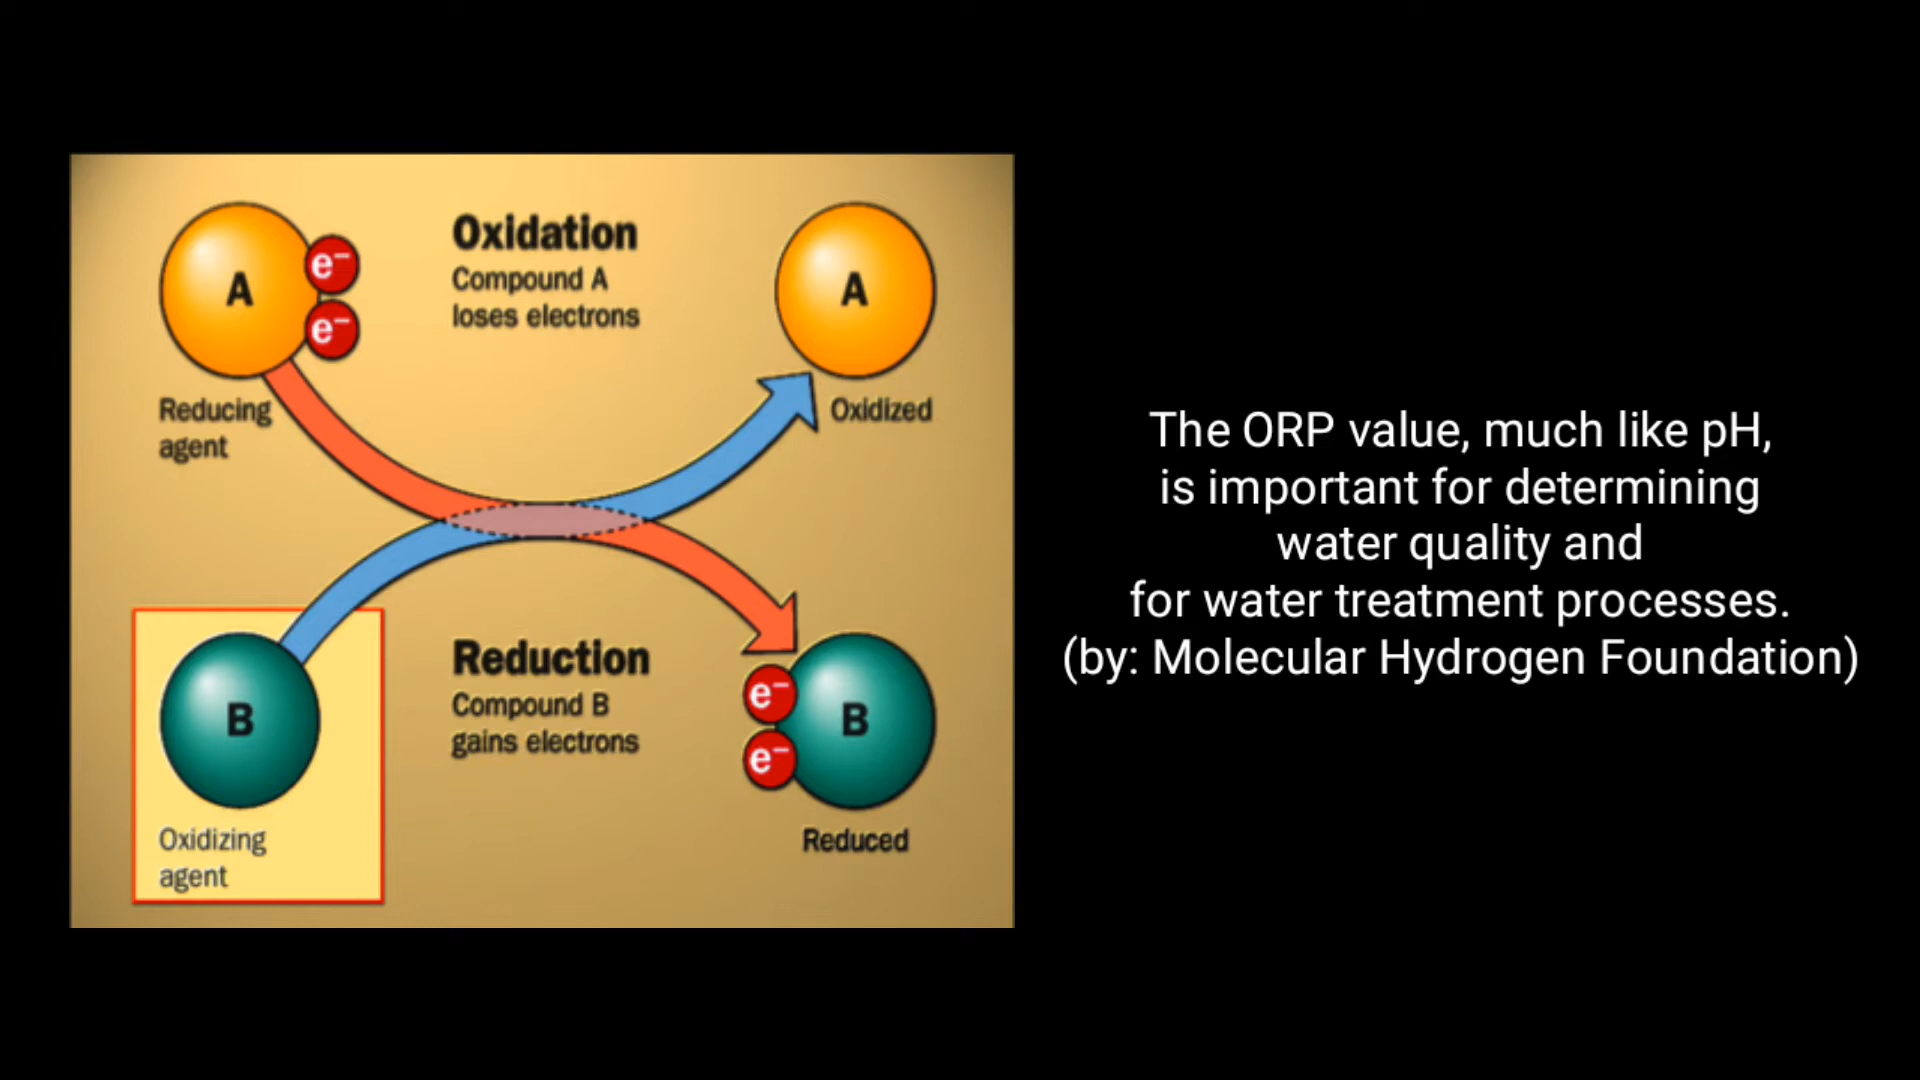 A
e⁻
e⁻
Oxidation
Compound A
loses electrons
A
Reducing
agent
Oxidized
B
Oxidizing
agent
Reduction
Compound B
gains electrons
e⁻
e⁻
B
Reduced
The ORP value, much like pH,
is important for determining
water quality and
for water treatment processes.
(by: Molecular Hydrogen Foundation)